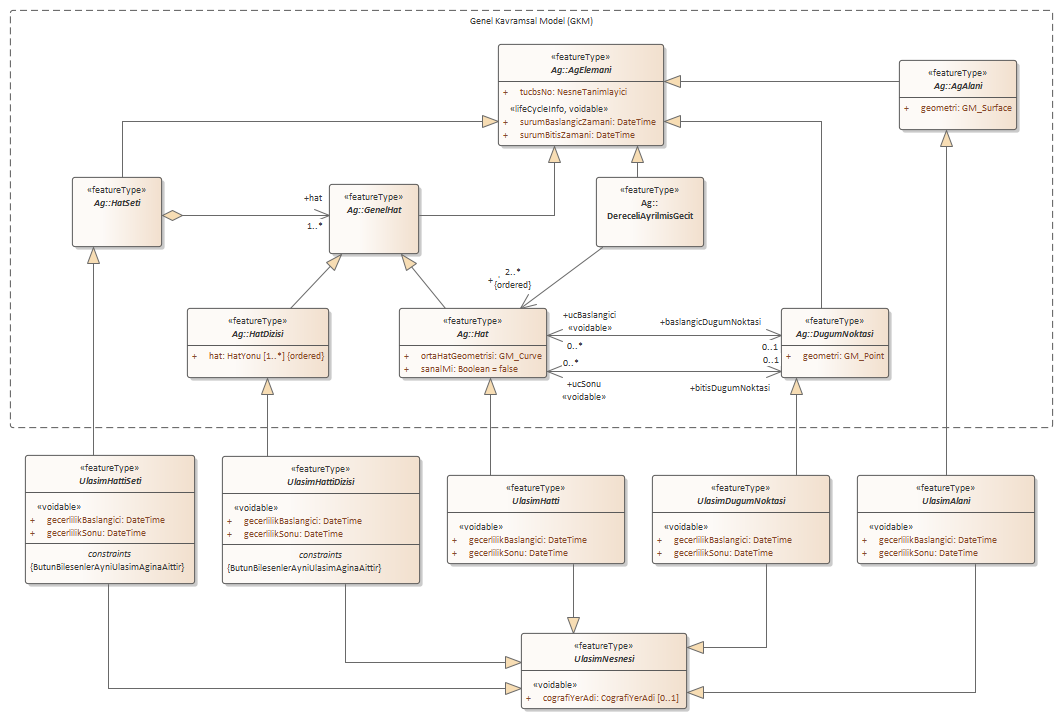 Genel Kavramsal Model (GKM)
«featureType»
Ag::AgElemani
+ tucbsNo: NesneTanimlayici
«lifeCycleInfo, voidable»
+ surumBaslangicZamani: DateTime
+ surumBitisZamani: DateTime
«featureType»
Ag::AgAlani
+ geometri: GM_Surface
«featureType»
Ag::HatSeti
+hat
1..*
«featureType»
Ag::GenelHat
«featureType»
Ag::
DereceliAyrilmisGecit
+
2..*
{ordered}
«featureType»
Ag::HatDizisi
+ hat: HatYonu [1..*] {ordered}
«featureType»
Ag::Hat
+ ortaHatGeometrisi: GM_Curve
+ sanalMi: Boolean = false
+ucBaslangici
«voidable»
0..*
+baslangicDugumNoktasi
0..1
0..*
+ucSonu
«voidable»
0..1
+bitisDugumNoktasi
«featureType»
Ag::DugumNoktasi
+ geometri: GM_Point
«featureType»
UlasimHattiSeti
«voidable»
+ gecerlilikBaslangici: DateTime
+ gecerlilikSonu: DateTime
constraints
{ButunBilesenlerAyniUlasimAginaAittir}
«featureType»
UlasimHattiDizisi
«voidable»
+ gecerlilikBaslangici: DateTime
+ gecerlilikSonu: DateTime
constraints
{ButunBilesenlerAyniUlasimAginaAittir}
«featureType»
UlasimHatti
«voidable»
+ gecerlilikBaslangici: DateTime
+ gecerlilikSonu: DateTime
«featureType»
UlasimDugumNoktasi
«voidable»
+ gecerlilikBaslangici: DateTime
+ gecerlilikSonu: DateTime
«featureType»
UlasimAlani
«voidable»
+ gecerlilikBaslangici: DateTime
+ gecerlilikSonu: DateTime
«featureType»
UlasimNesnesi
«voidable»
+ cografiYerAdi: CografiYerAdi [0..1]